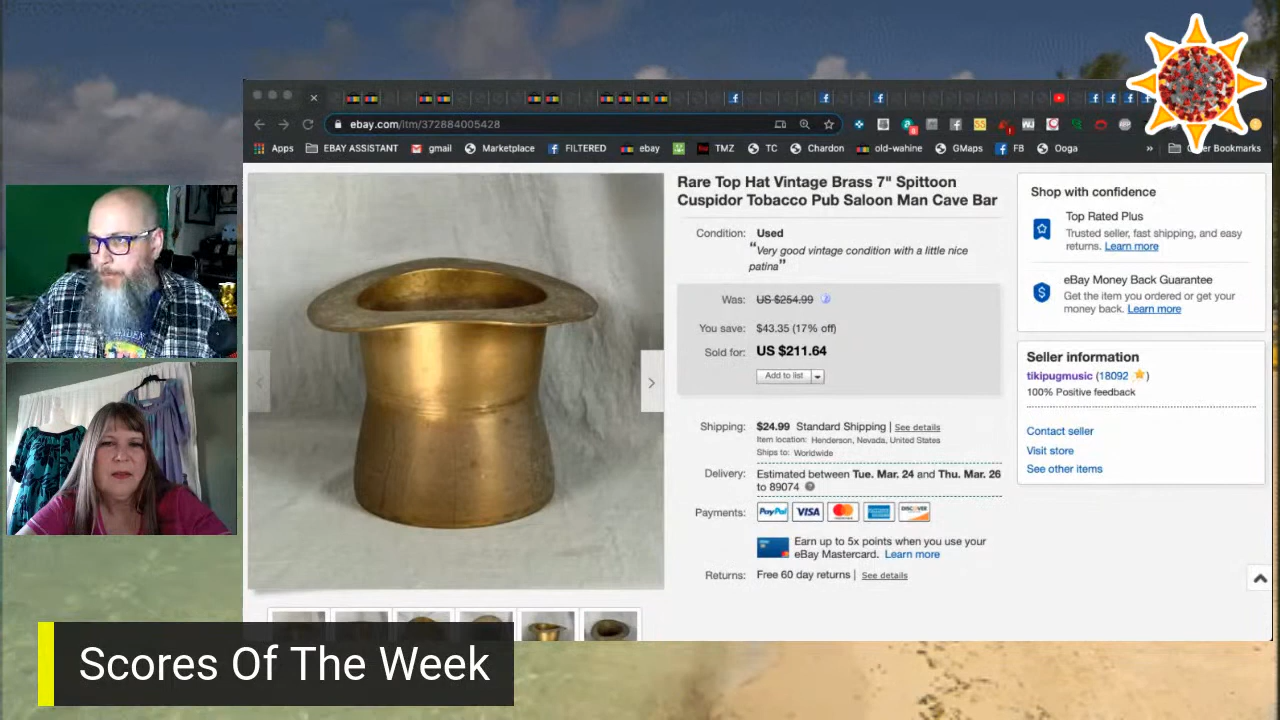 ebay.com/itm/372884005428
Apps EBAY ASSISTANT gmail Marketplace FILTERED ebay TMZ TC Chardon old-wahine GMaps FB Ooga » Other Bookmarks
Rare Top Hat Vintage Brass 7" Spittoon
Cuspidor Tobacco Pub Saloon Man Cave Bar
Condition: Used
“Very good vintage condition with a little nice
patina”
Was: US $254.99
You save: $43.35 (17% off)
Sold for: US $211.64
Add to list
Shipping: $24.99 Standard Shipping | See details
Item location: Henderson, Nevada, United States
Ships to: Worldwide
Delivery: Estimated between Tue. Mar. 24 and Thu. Mar. 26
to 89074
Payments: PayPal VISA MasterCard DISCOVER
Earn up to 5x points when you use your
eBay Mastercard. Learn more
Returns: Free 60 day returns | See details
Shop with confidence
Top Rated Plus
Trusted seller, fast shipping, and easy
returns. Learn more
eBay Money Back Guarantee
Get the item you ordered or get your
money back. Learn more
Seller information
tikipugmusic (18092)
100% Positive feedback
Contact seller
Visit store
See other items
Scores Of The Week